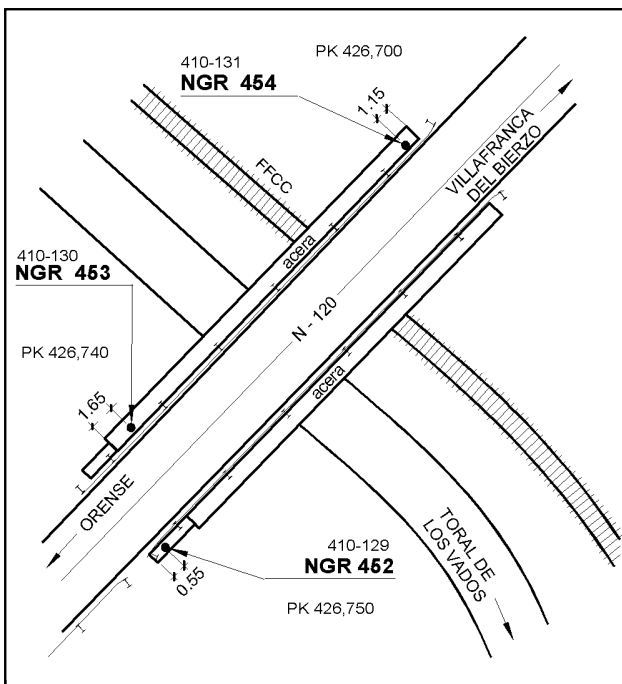 PK 426,700
410-131
NGR 454
1.15
VILLAFRANCA
DEL BIERZO
FFCC
acera
410-130
NGR 453
N - 120
PK 426,740
acera
1.65
ORENSE
410-129
NGR 452
0.55
TORAL DE
LOS VADOS
PK 426,750